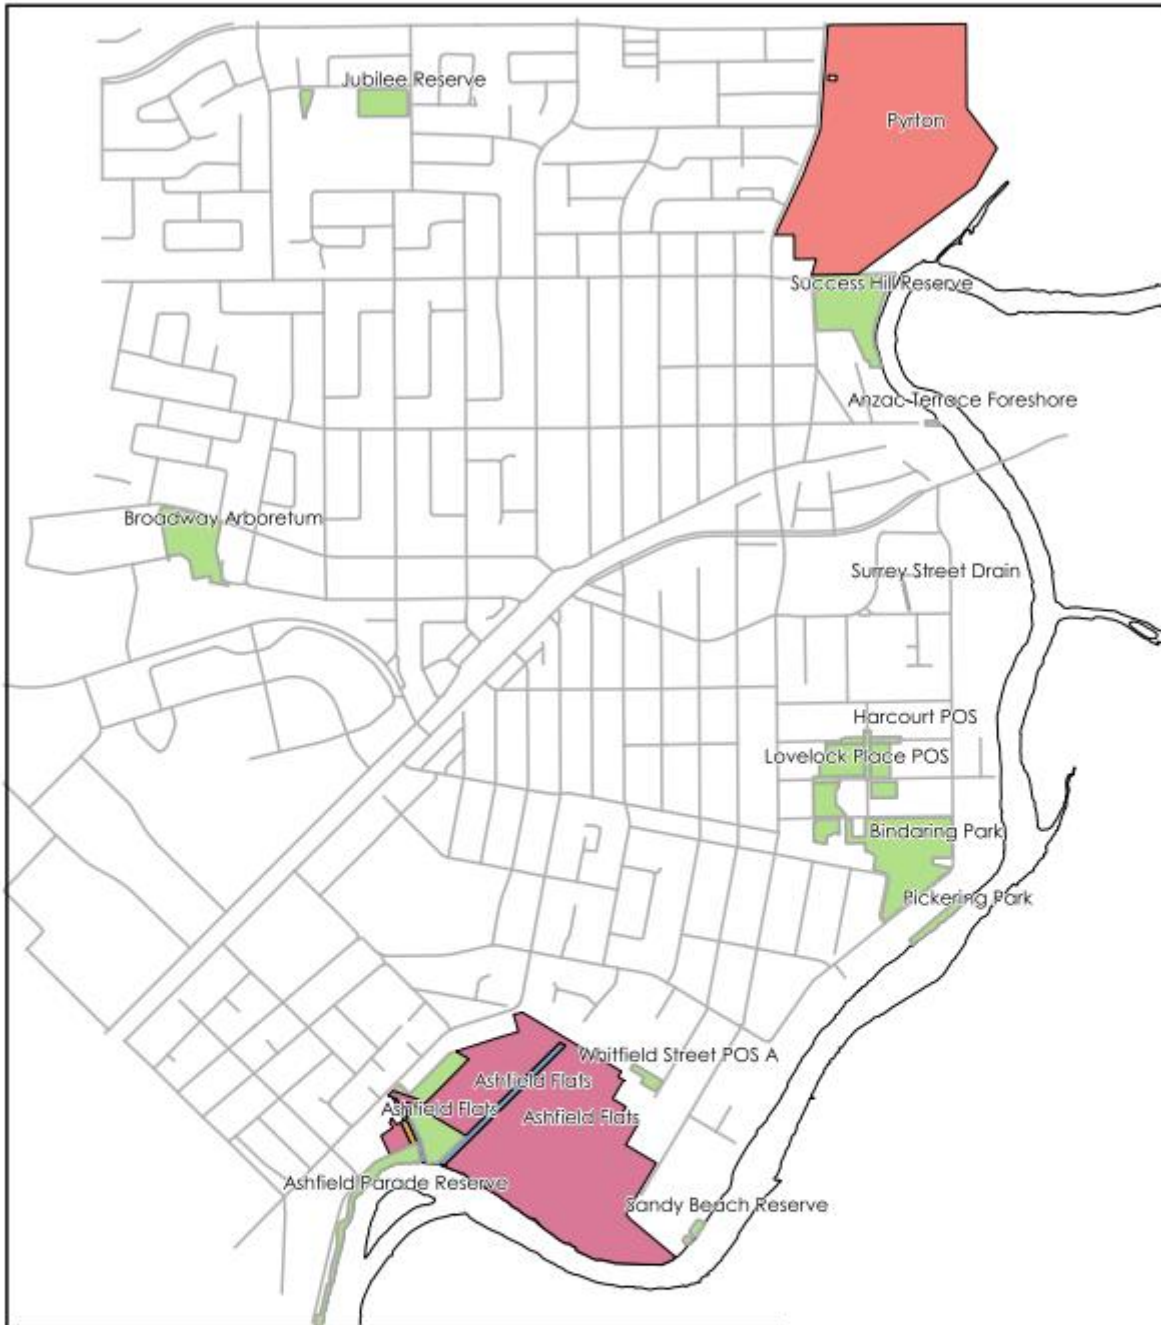 Jubilee Reserve
Pyrton
Success Hill Reserve
Anzac Terrace Foreshore
Broadway Arboretum
Surrey Street Drain
Harcourt POS
Lovelock Place POS
Bindaring Park
Pickering Park
Whitfield Street POS A
Ashfield Flats
Ashfield Flats
Ashfield Flats
Ashfield Parade Reserve
Sandy Beach Reserve